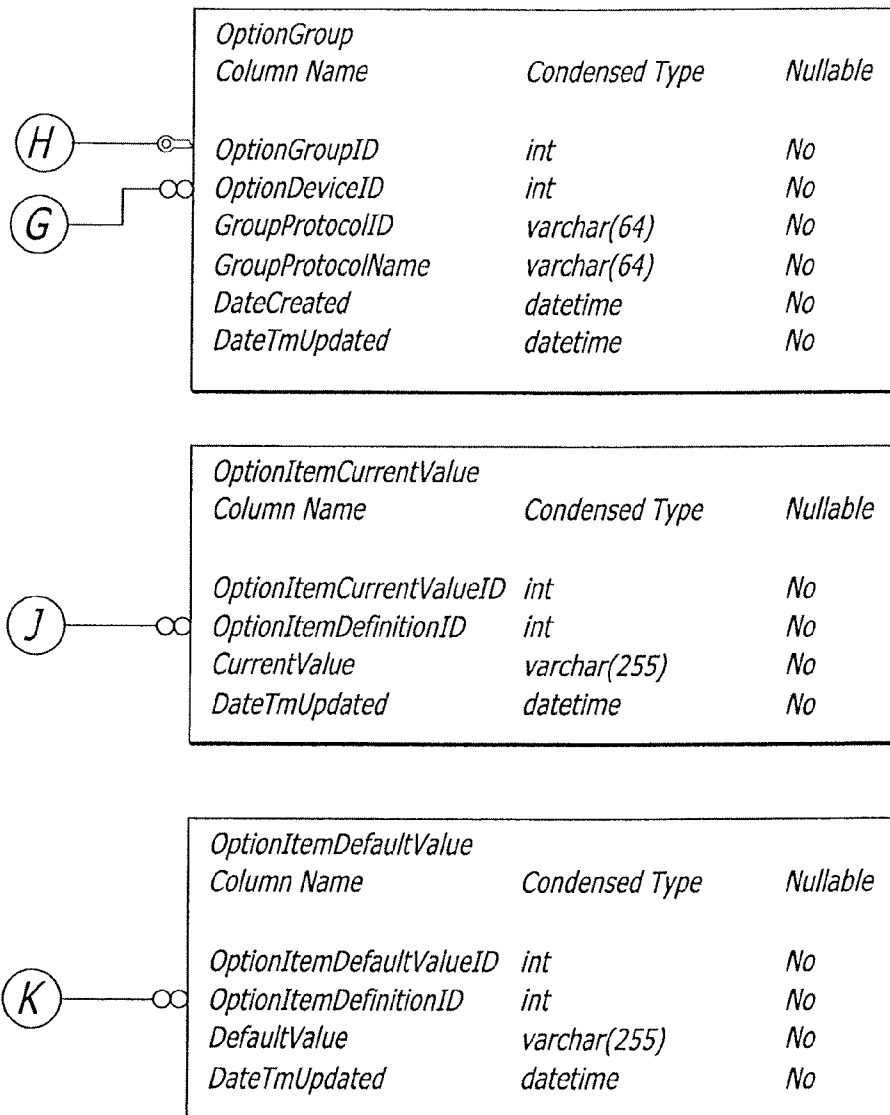 OptionGroup
Column Name Condensed Type Nullable
H
OptionGroupID int No
OptionDeviceID int No
G
GroupProtocolID varchar(64) No
GroupProtocolName varchar(64) No
DateCreated datetime No
DateTmUpdated datetime No
OptionItemCurrentValue
Column Name Condensed Type Nullable
OptionItemCurrentValueID int No
J
OptionItemDefinitionID int No
CurrentValue varchar(255) No
DateTmUpdated datetime No
OptionItemDefaultValue
Column Name Condensed Type Nullable
OptionItemDefaultValueID int No
K
OptionItemDefinitionID int No
DefaultValue varchar(255) No
DateTmUpdated datetime No